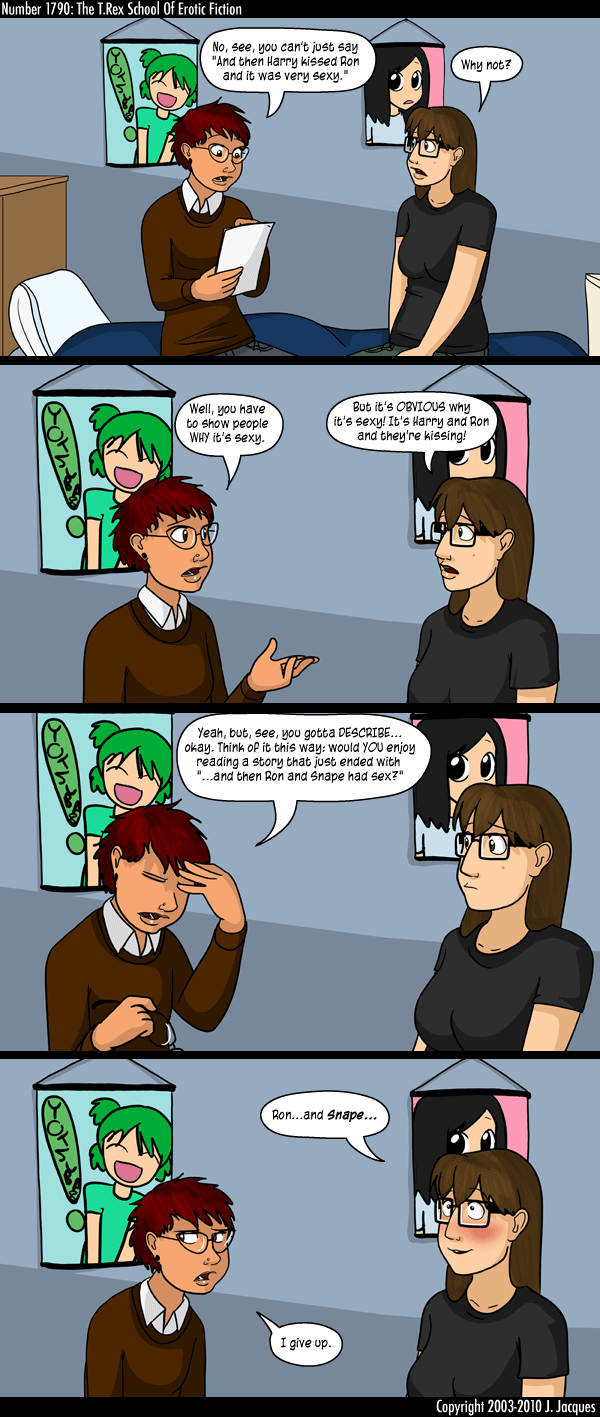 Number 1790: The T.Rex School Of Erotic Fiction
No, see, you can't just say
"And then Harry kissed Ron
and it was very sexy."
Why not?
YOTSUBA
Well, you have
to show people
WHY it's sexy.
But it's OBVIOUS why
it's sexy! It's Harry and Ron
and they're kissing!
YOTSUBA
Yeah, but, see, you gotta DESCRIBE...
okay. Think of it this way: would YOU enjoy
reading a story that just ended with
"...and then Ron and Snape had sex?"
YOTSUBA
Ron...and Snape...
YOTSUBA
I give up.
Copyright 2003-2010 J. Jacques